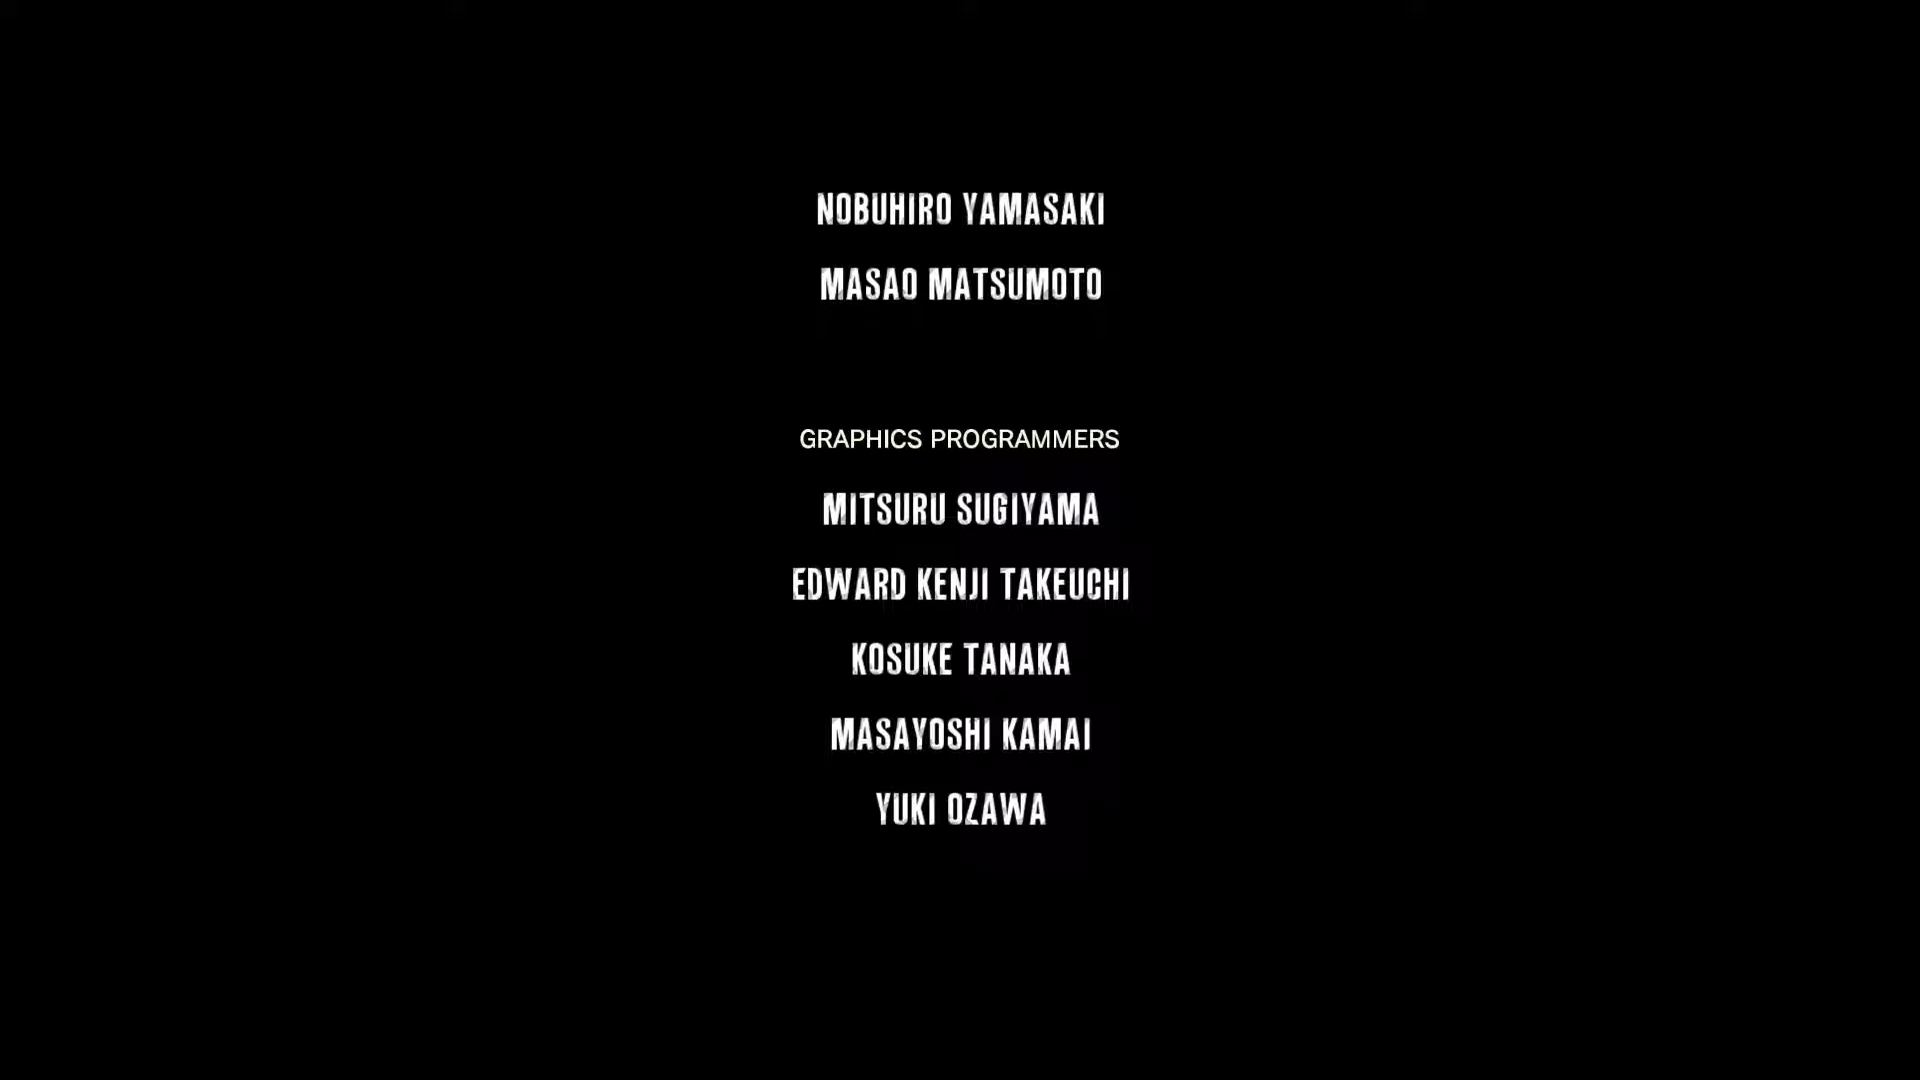 NOBUHIRO YAMASAKI
MASAO MATSUMOTO
GRAPHICS PROGRAMMERS
MITSURU SUGIYAMA
EDWARD KENJI TAKEUCHI
KOSUKE TANAKA
MASAYOSHI KAMAI
YUKI OZAWA